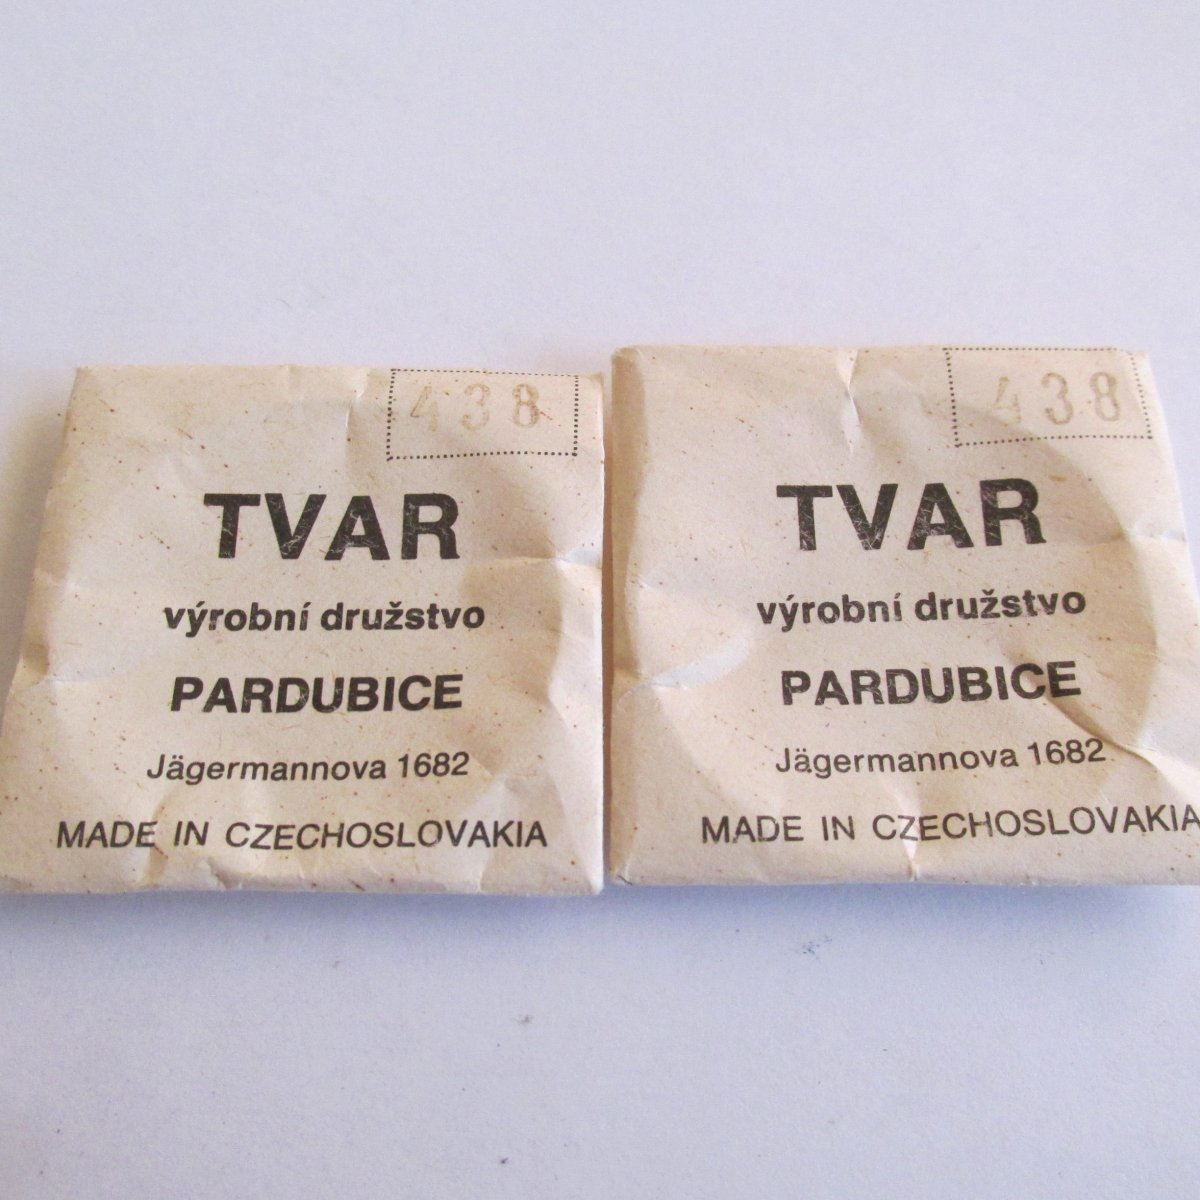 438
TVAR
výrobní družstvo
PARDUBICE
Jägermannova 1682
MADE IN CZECHOSLOVAKIA
438
TVAR
výrobní družstvo
PARDUBICE
Jägermannova 1682
MADE IN CZECHOSLOVAKIA